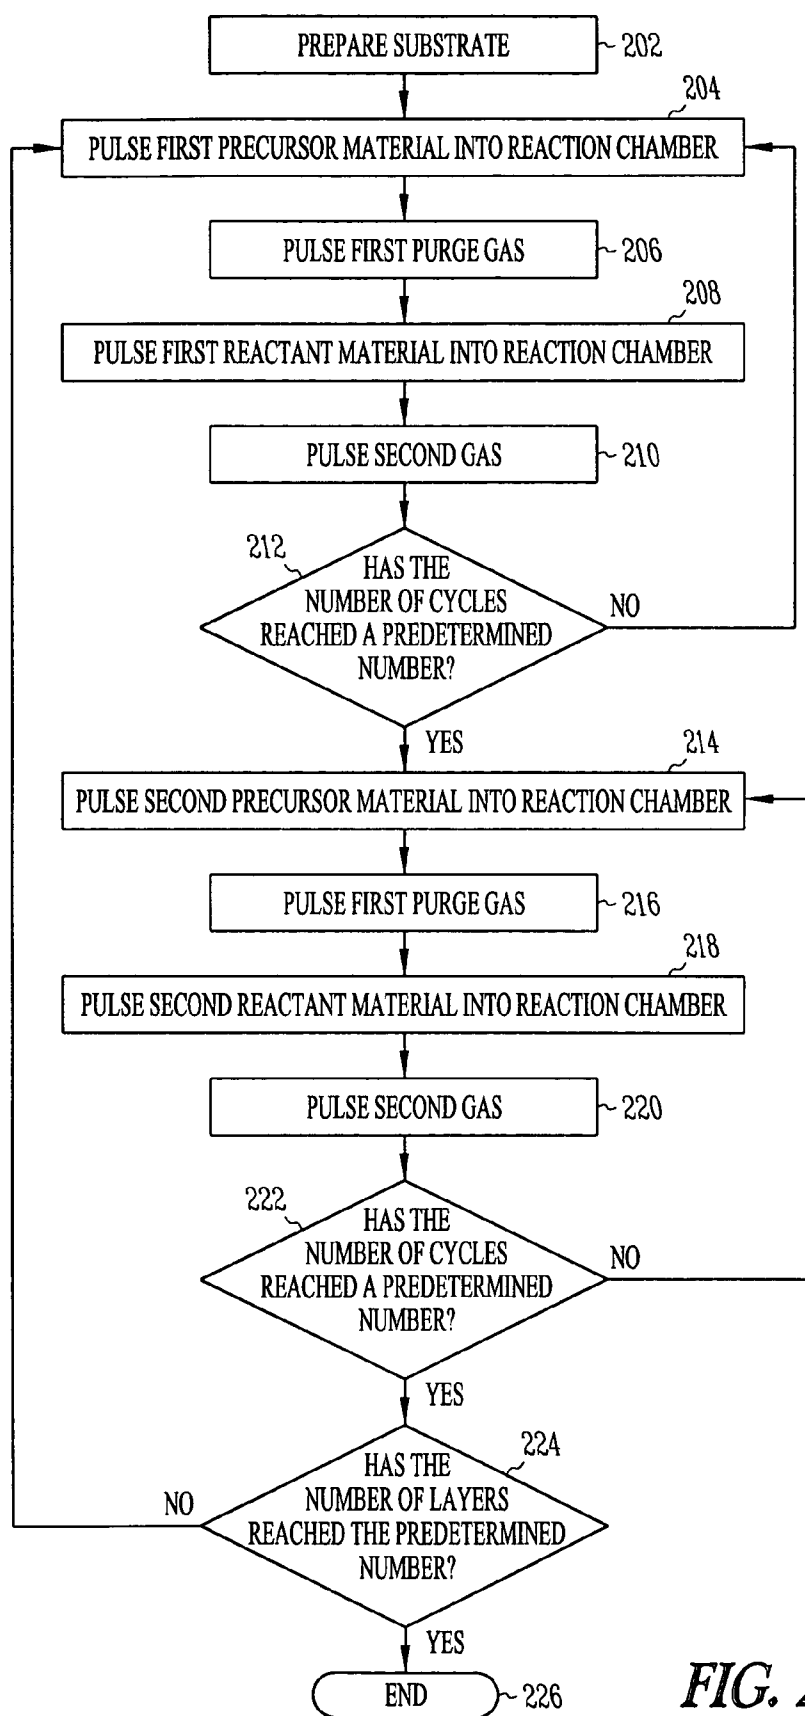 PREPARE SUBSTRATE
202
204
PULSE FIRST PRECURSOR MATERIAL INTO REACTION CHAMBER
PULSE FIRST PURGE GAS
206
208
PULSE FIRST REACTANT MATERIAL INTO REACTION CHAMBER
PULSE SECOND GAS
210
212
HAS THE
NUMBER OF CYCLES
REACHED A PREDETERMINED
NUMBER?
NO
YES
214
PULSE SECOND PRECURSOR MATERIAL INTO REACTION CHAMBER
PULSE FIRST PURGE GAS
216
218
PULSE SECOND REACTANT MATERIAL INTO REACTION CHAMBER
PULSE SECOND GAS
220
222
HAS THE
NUMBER OF CYCLES
REACHED A PREDETERMINED
NUMBER?
NO
YES
224
HAS THE
NUMBER OF LAYERS
REACHED THE PREDETERMINED
NUMBER?
NO
YES
END
226
FIG.